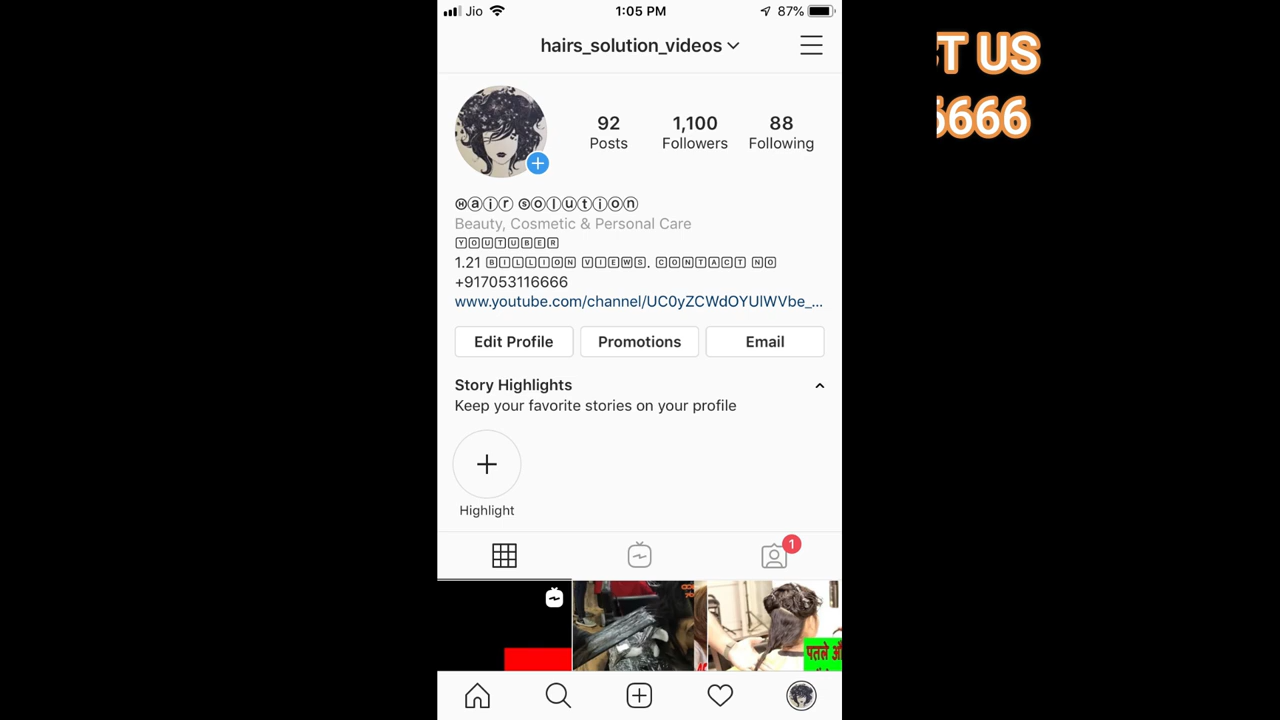 Jio 1:05 PM 87%
hairs_solution_videos
T US
6666
92 1,100 88
Posts Followers Following
Ⓗⓐⓘⓡ ⓢⓞⓛⓤⓣⓘⓞⓝ
Beauty, Cosmetic & Personal Care
🅈🄾🅄🅃🅄🄱🄴🅁
1.21 🄱🄸🄻🄻🄸🄾🄽 🅅🄸🄴🅆🅂. 🄲🄾🄽🅃🄰🄲🅃 🄽🄾
+917053116666
www.youtube.com/channel/UC0yZCWdOYUlWVbe_...
Edit Profile Promotions Email
Story Highlights
Keep your favorite stories on your profile
Highlight
1
पतले